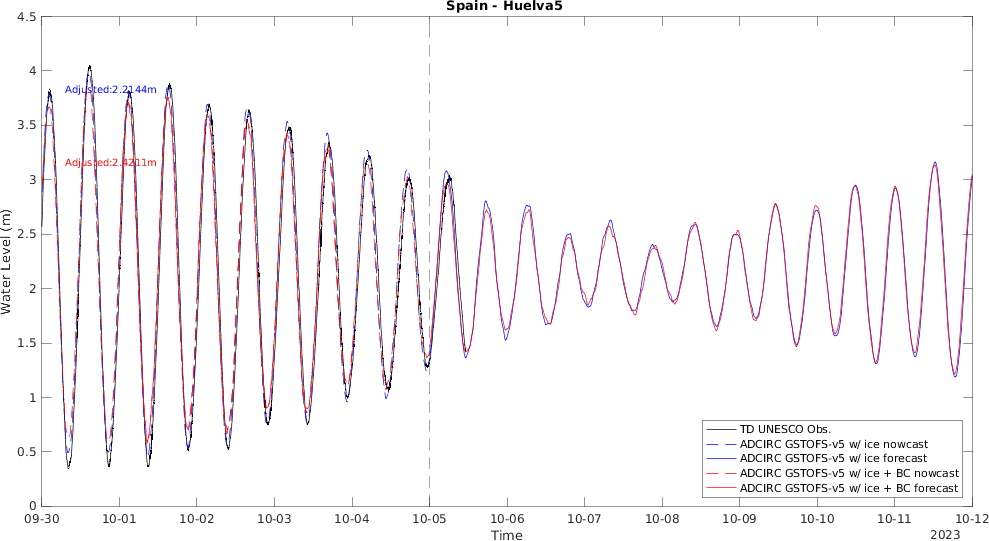 Spain - Huelva5
4.5
4
3.5
3
2.5
2
1.5
1
0.5
0
Water Level (m)
Adjusted:2.2144m
Adjusted:2.4211m
TD UNESCO Obs.
ADCIRC GSTOFS-v5 w/ ice nowcast
ADCIRC GSTOFS-v5 w/ ice forecast
ADCIRC GSTOFS-v5 w/ ice + BC nowcast
ADCIRC GSTOFS-v5 w/ ice + BC forecast
09-30 10-01 10-02 10-03 10-04 10-05 10-06 10-07 10-08 10-09 10-10 10-11 10-12
Time
2023